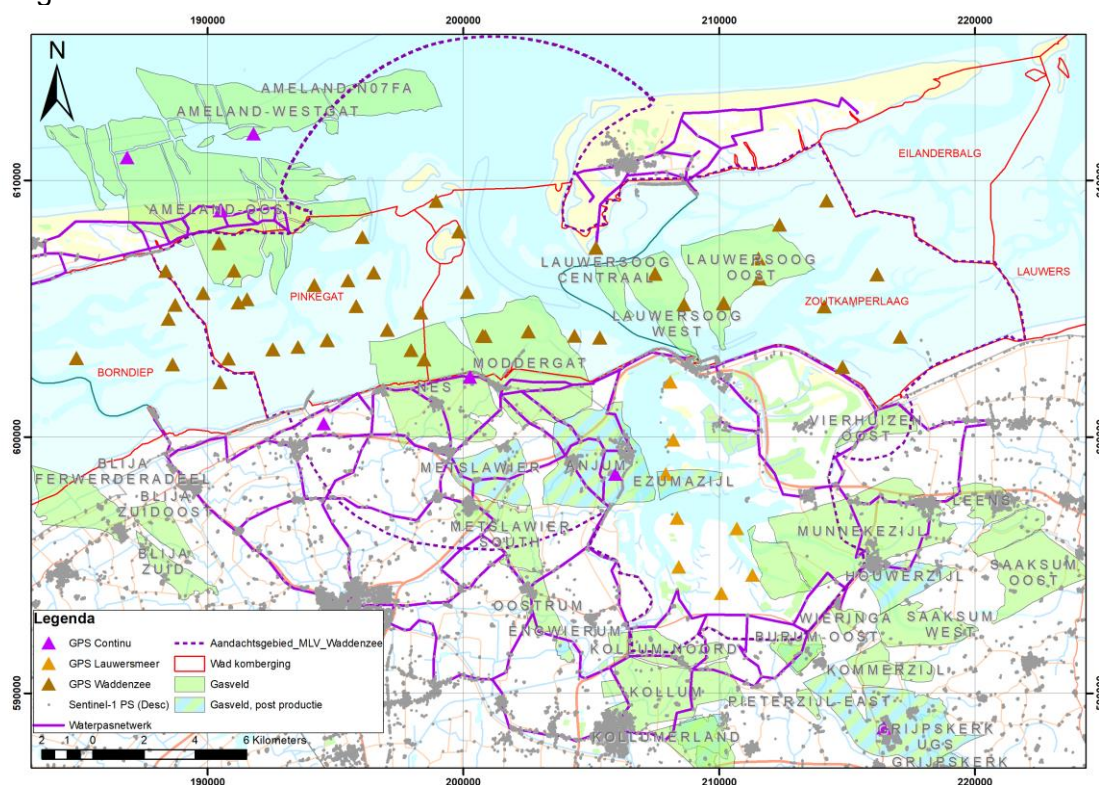 190000
200000
210000
220000
N
AMELAND-N07FA
AMELAND-WESTGAT
610000
EILANDERBALG
AMELAND-OOST
LAUWERSOOG
CENTRAAL
LAUWERSOOG
OOST
LAUWERS
PINKEGAT
ZOUTKAMPERLAAG
LAUWERSOOG
WEST
BORNDIEP
MODDERGAT
NES
600000
VIERHUIZEN
OOST
BLIJA
FERWERDERADEEL
METSLAWIER
ANJUM
EZUMAZIJL
BLIJA
ZUIDOOST
LEENS
METSLAWIER
SOUTH
MUNNEKEZIJL
BLIJA
ZUID
HOUWERZIJL
SAAKSUM
OOST
OOSTRUM
WIERINGA
SAAKSUM
WEST
ENGWIERUM
BURUM-OOST
KOLLUM-NOORD
KOMMERZIJL
590000
KOLLUM
PIETERZIJL-EAST
KOLLUMERLAND
GRIJPSKERK
UGS
GRIJPSKERK
Legenda
GPS Continu
GPS Lauwersmeer
GPS Waddenzee
Sentinel-1 PS (Desc)
Waterpasnetwerk
Aandachtsgebied_MLV_Waddenzee
Wad komberging
Gasveld
Gasveld, post productie
2 1 0 2 4 6 Kilometers
190000
200000
210000
220000